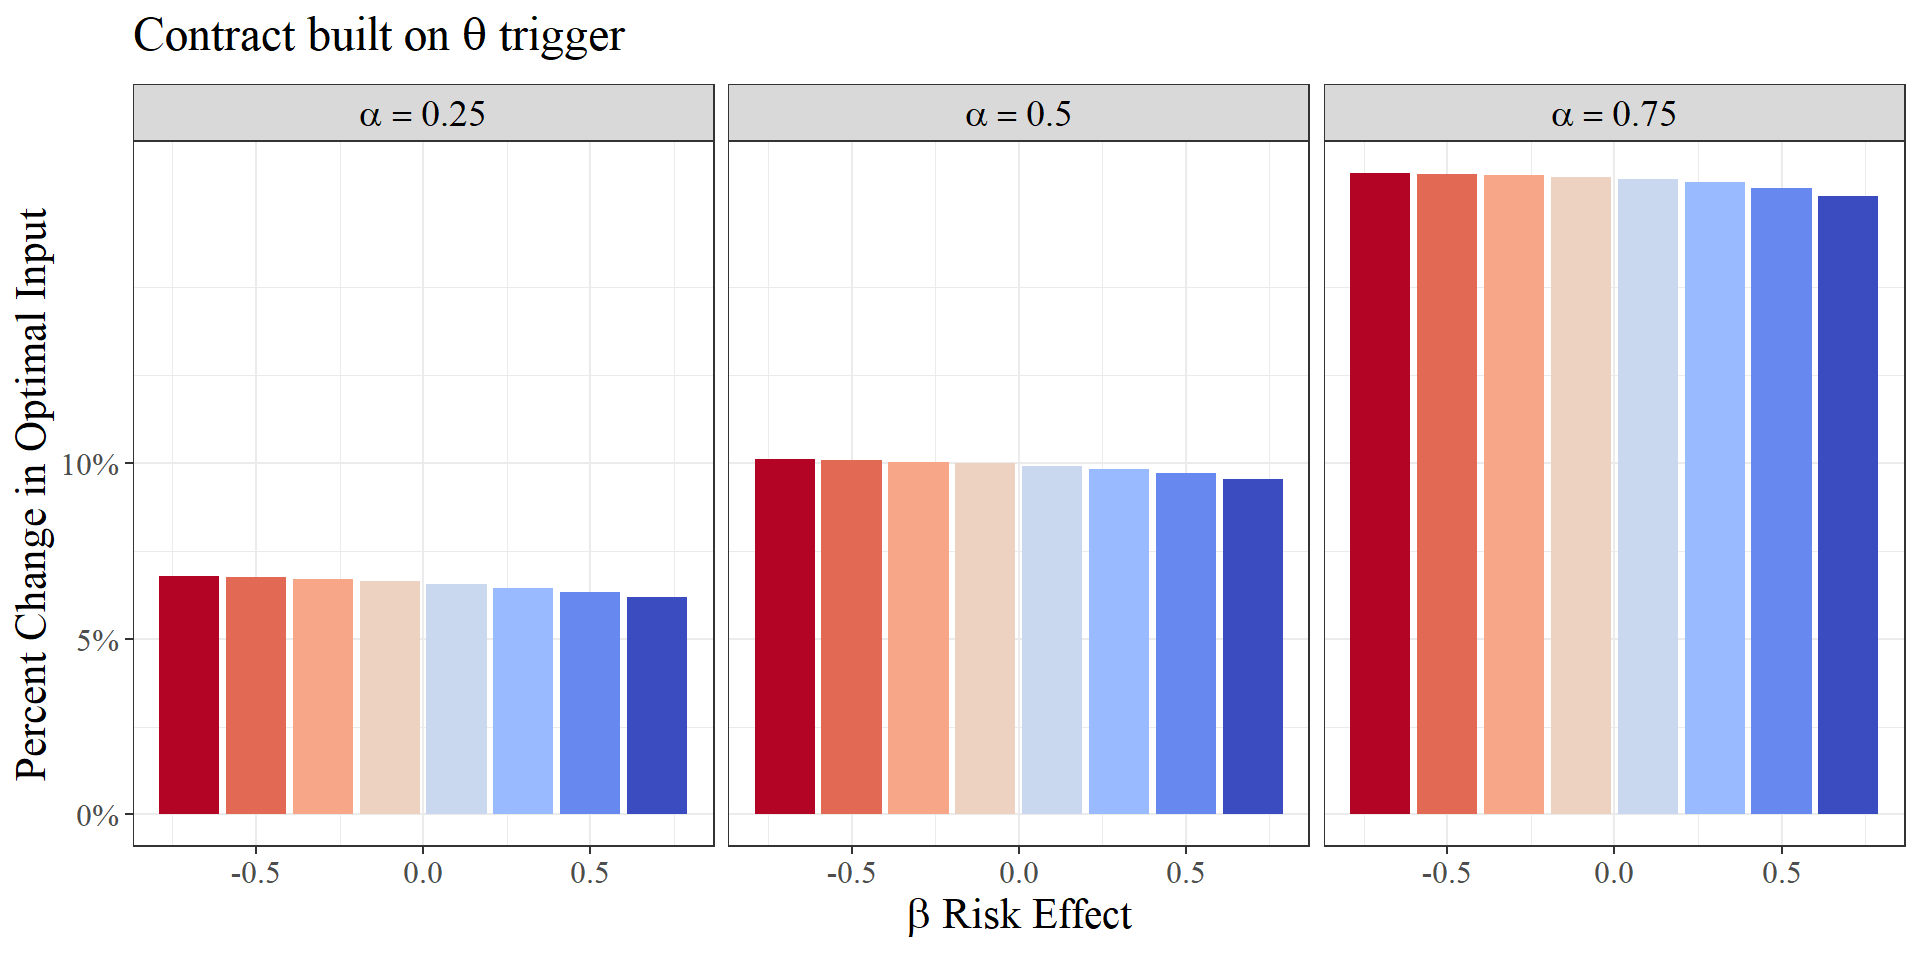 Contract built on θ trigger
α = 0.25
α = 0.5
α = 0.75
Percent Change in Optimal Input
10%
5%
0%
-0.5 0.0 0.5
-0.5 0.0 0.5
-0.5 0.0 0.5
β Risk Effect